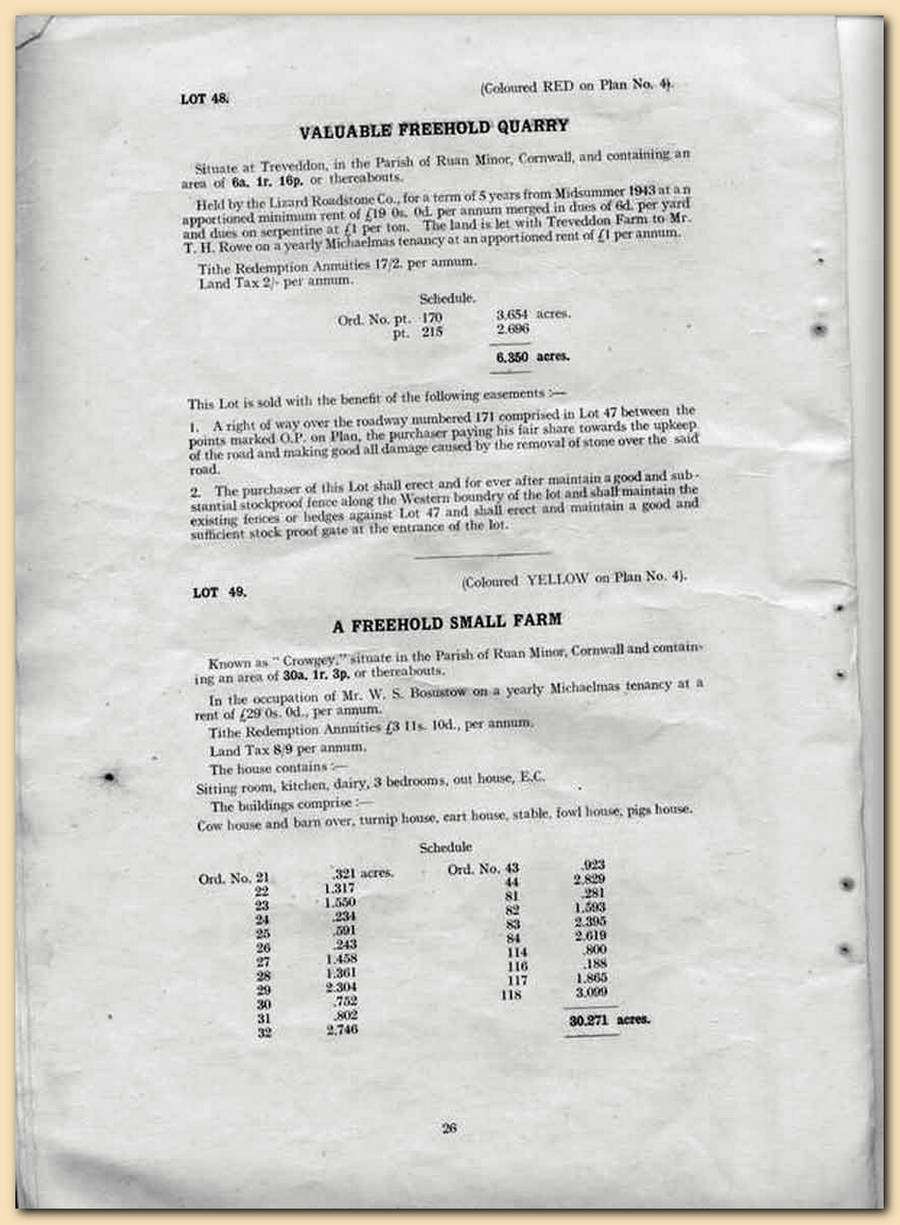 LOT 48.
(Coloured RED on Plan No. 4).
VALUABLE FREEHOLD QUARRY
Situate at Treveddon, in the Parish of Ruan Minor, Cornwall, and containing an
area of 6a. 1r. 16p. or thereabouts.
Held by the Lizard Roadstone Co., for a term of 5 years from Midsummer 1943 at an
apportioned minimum rent of £19 0s. 0d. per annum merged in dues of 6d. per yard
and dues on serpentine at £1 per ton. The land is let with Treveddon Farm to Mr.
T. H. Rowe on a yearly Michaelmas tenancy at an apportioned rent of £1 per annum.
Tithe Redemption Annuities 17/2. per annum.
Land Tax 2/- per annum.
Schedule.
Ord. No. pt. 170 3.654 acres.
pt. 215 2.696
6.350 acres.
This Lot is sold with the benefit of the following easements :—
1. A right of way over the roadway numbered 171 comprised in Lot 47 between the
points marked O.P. on Plan, the purchaser paying his fair share towards the upkeep
of the road and making good all damage caused by the removal of stone over the said
road.
2. The purchaser of this Lot shall erect and for ever after maintain a good and sub-
stantial stockproof fence along the Western boundry of the lot and shall maintain the
existing fences or hedges against Lot 47 and shall erect and maintain a good and
sufficient stock proof gate at the entrance of the lot.
LOT 49.
(Coloured YELLOW on Plan No. 4).
A FREEHOLD SMALL FARM
Known as " Crowgey," situate in the Parish of Ruan Minor, Cornwall and contain-
ing an area of 30a. 1r. 3p. or thereabouts.
In the occupation of Mr. W. S. Bosustow on a yearly Michaelmas tenancy at a
rent of £29 0s. 0d., per annum.
Tithe Redemption Annuities £3 11s. 10d., per annum.
Land Tax 8/9 per annum.
The house contains :—
Sitting room, kitchen, dairy, 3 bedrooms, out house, E.C.
The buildings comprise :—
Cow house and barn over, turnip house, cart house, stable, fowl house, pigs house.
Schedule
Ord. No. 21 .321 acres.
22 1.317
23 1.550
24 .234
25 .591
26 .243
27 1.458
28 1.361
29 2.304
30 .752
31 .802
32 2.746
Ord. No. 43 .923
44 2.829
81 .281
82 1.593
83 2.395
84 2.619
114 .800
116 .188
117 1.865
118 3.099
30.271 acres.
26